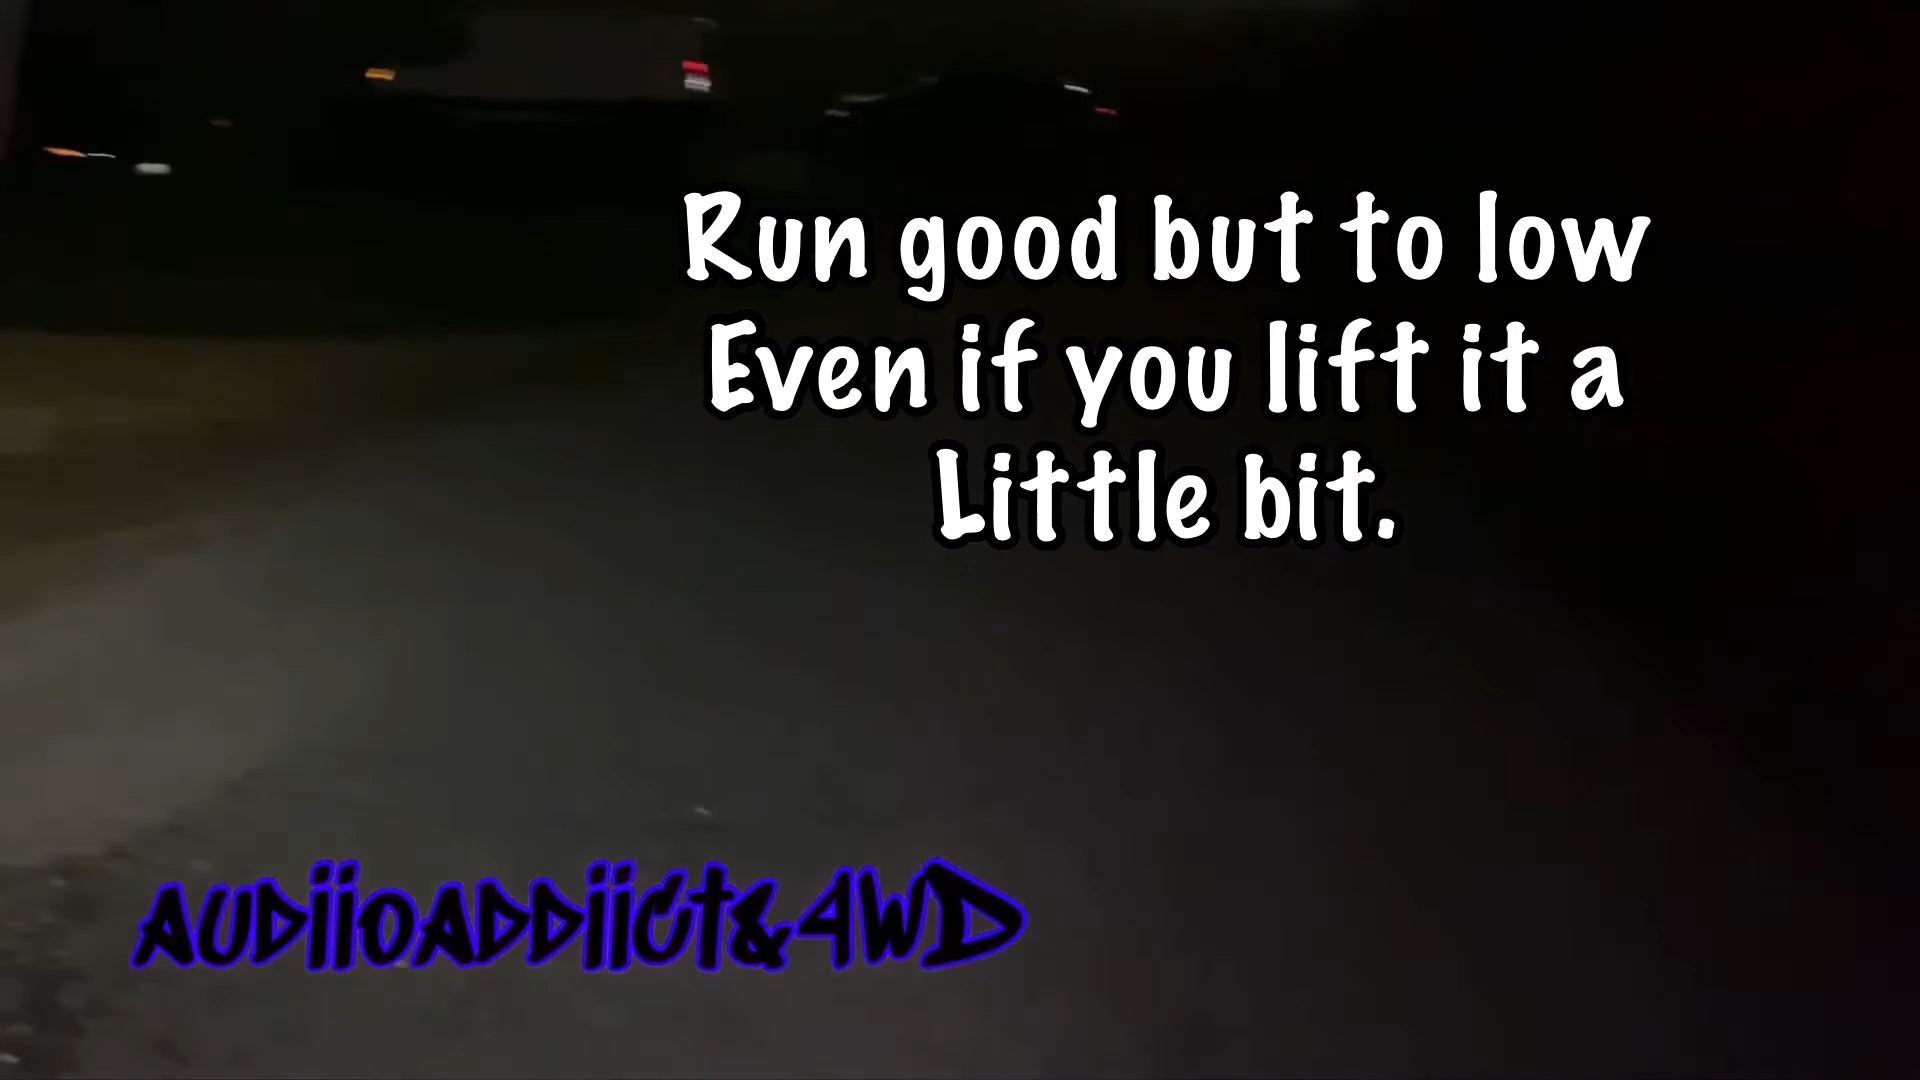 Run good but to low
Even if you lift it a
Little bit.
AUDiiOADDiiCt&4WD